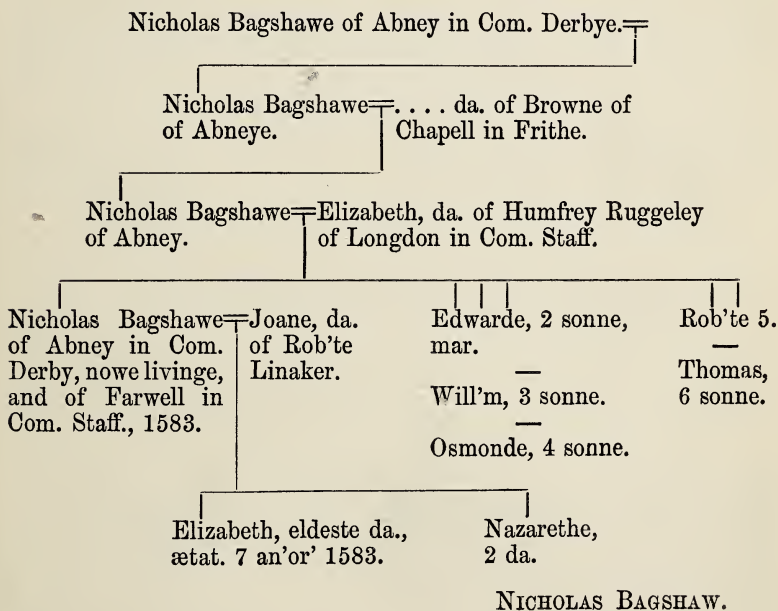 Nicholas Bagshawe of Abney in Com. Derbye.
Nicholas Bagshawe
of Abneye.
. . . . da. of Browne of
Chapell in Frithe.
Nicholas Bagshawe
of Abney.
Elizabeth, da. of Humfrey Ruggeley
of Longdon in Com. Staff.
Nicholas Bagshawe
of Abney in Com.
Derby, nowe livinge,
and of Farwell in
Com. Staff., 1583.
Joane, da.
of Rob'te
Linaker.
Edwarde, 2 sonne,
mar.
Will'm, 3 sonne.
Osmonde, 4 sonne.
Rob'te 5.
Thomas,
6 sonne.
Elizabeth, eldeste da.,
ætat. 7 an'or' 1583.
Nazarethe,
2 da.
NICHOLAS BAGSHAW.